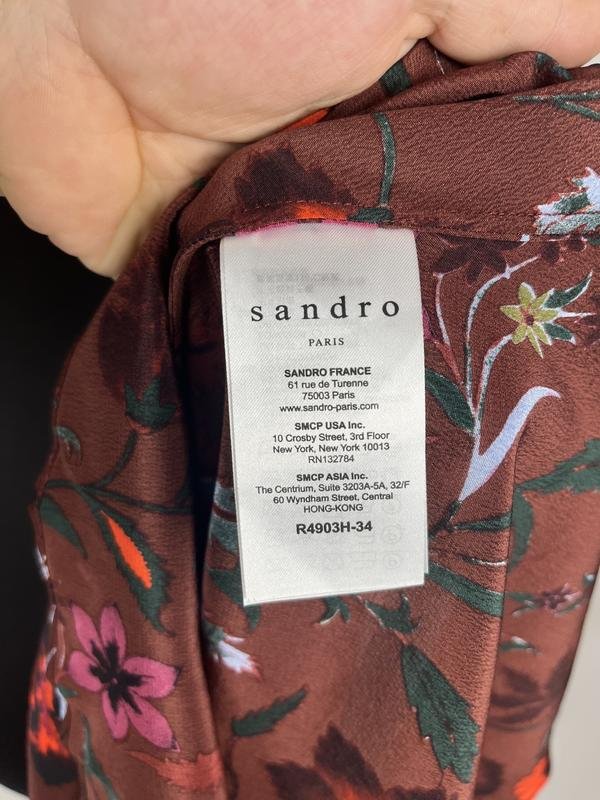 sandro
PARIS
SANDRO FRANCE
61 rue de Turenne
75003 Paris
www.sandro-paris.com
SMCP USA Inc.
10 Crosby Street, 3rd Floor
New York, New York 10013
RN132784
SMCP ASIA Inc.
The Centrium, Suite 3203A-5A, 32/F
60 Wyndham Street, Central
HONG-KONG
R4903H-34